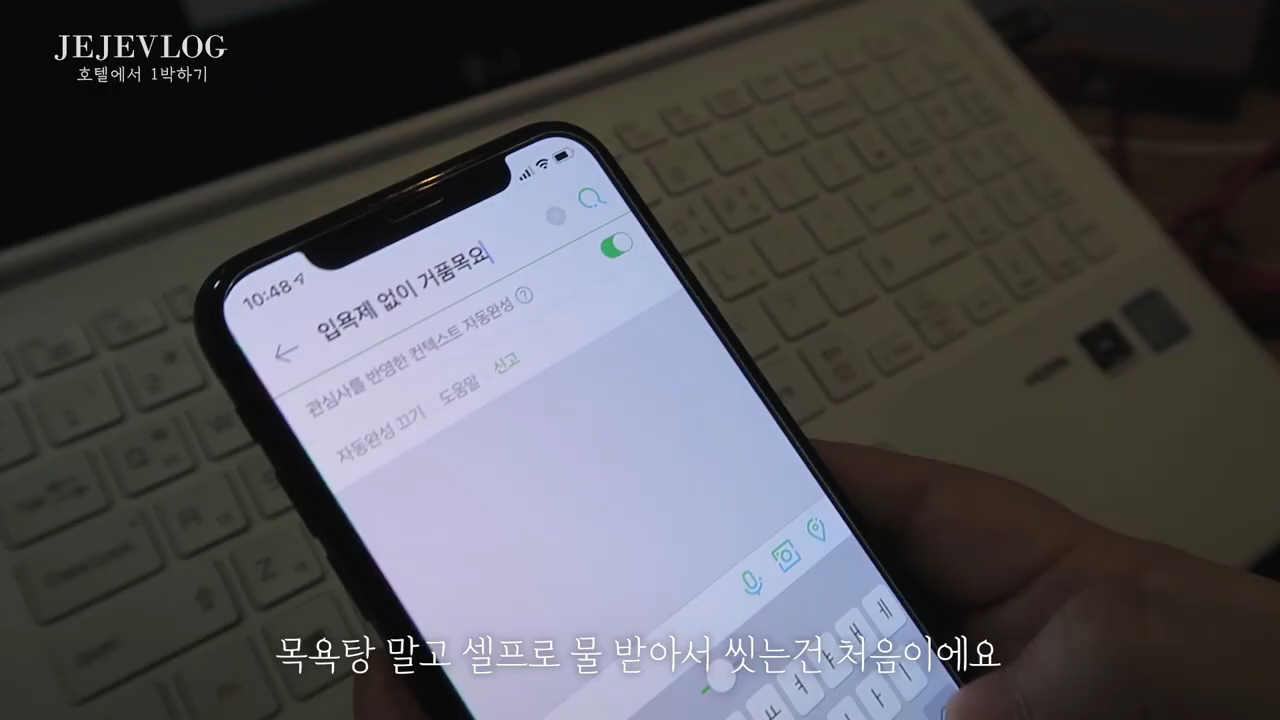 JEJEVLOG
호텔에서 1박하기
10:48
입욕제 없이 거품목요
관심사를 반영한 컨텍스트 자동완성 ?
자동완성 끄기 도움말 신고
목욕탕 말고 셀프로 물 받아서 씻는건 처음이에요